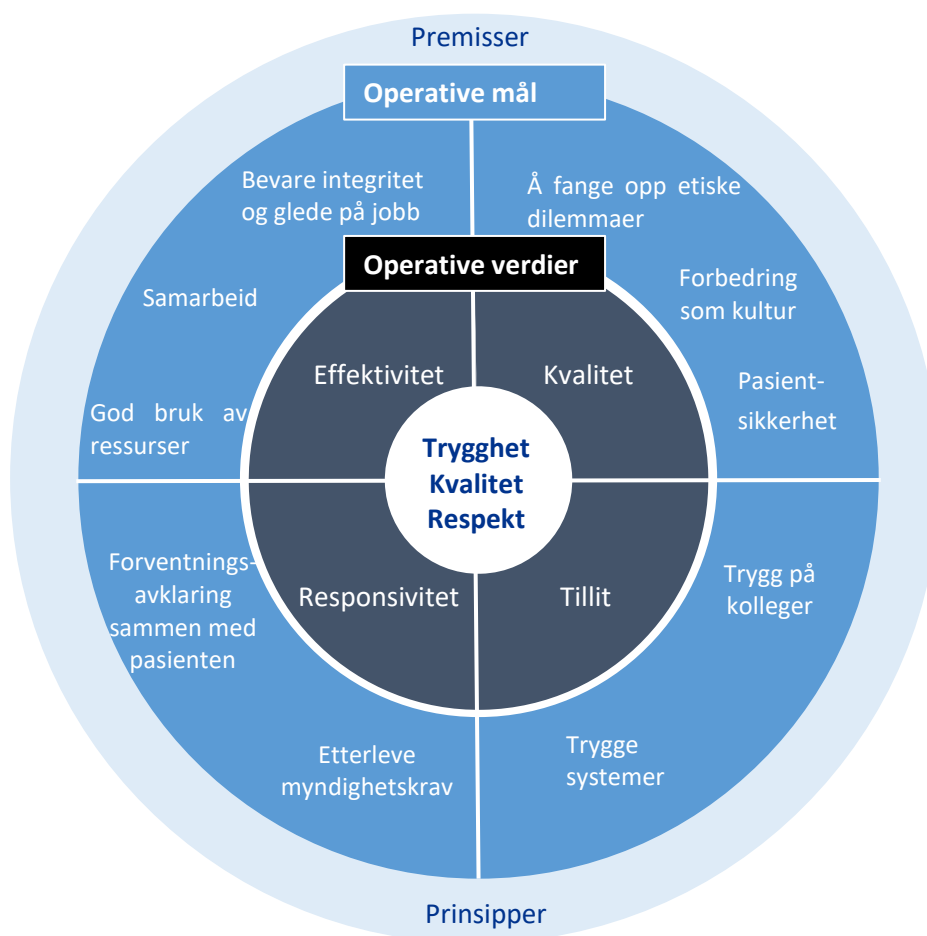 Premisser
Operative mål
Bevare integritet
og glede på jobb
Å fange opp etiske
dilemmaer
Operative verdier
Samarbeid
Forbedring
som kultur
Effektivitet
Kvalitet
God bruk av
ressurser
Pasient-
sikkerhet
Trygghet
Kvalitet
Respekt
Forventnings-
avklaring
sammen med
pasienten
Responsivitet
Tillit
Trygg på
kolleger
Etterleve
myndighetskrav
Trygge
systemer
Prinsipper